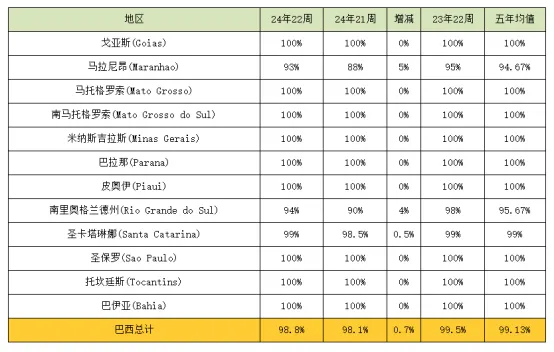 地区 24年22周 24年21周 增减 23年22周 五年均值
戈亚斯(Goias) 100% 100% 0% 100% 100%
马拉尼昂(Maranhao) 93% 88% 5% 95% 94.67%
马托格罗索(Mato Grosso) 100% 100% 0% 100% 100%
南马托格罗索(Mato Grosso do Sul) 100% 100% 0% 100% 100%
米纳斯吉拉斯(Minas Gerais) 100% 100% 0% 100% 100%
巴拉那(Parana) 100% 100% 0% 100% 100%
皮奥伊(Piaui) 100% 100% 0% 100% 100%
南里奥格兰德州(Rio Grande do Sul) 94% 90% 4% 98% 95.67%
圣卡塔琳娜(Santa Catarina) 99% 98.5% 0.5% 99% 99%
圣保罗(Sao Paulo) 100% 100% 0% 100% 100%
托坎廷斯(Tocantins) 100% 100% 0% 100% 100%
巴伊亚(Bahia) 100% 100% 0% 100% 100%
巴西总计 98.8% 98.1% 0.7% 99.5% 99.13%